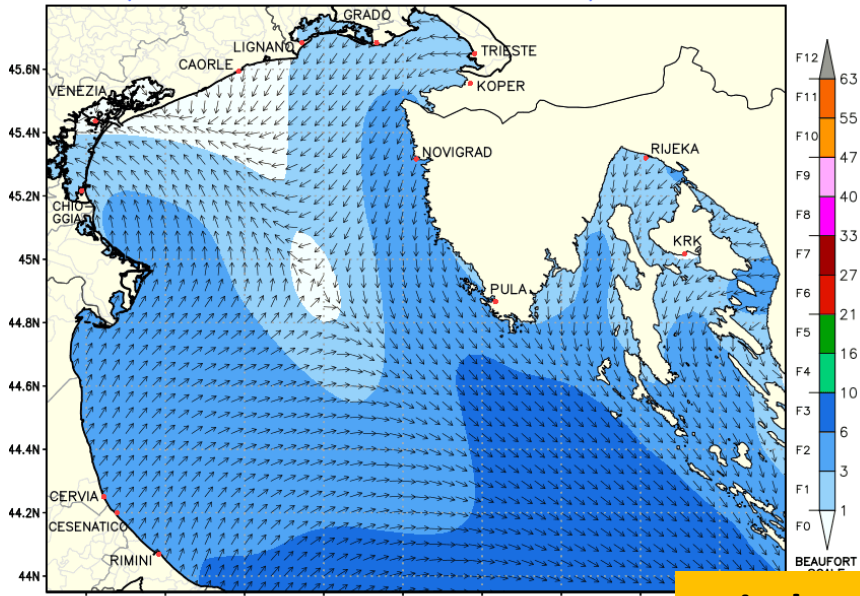 GRADO
LIGNANO
TRIESTE
CAORLE
KOPER
VENEZIA
NOVIGRAD
RIJEKA
CHIO-
GGIA
KRK
PULA
CERVIA
CESENATICO
RIMINI
45.6N
45.4N
45.2N
45N
44.8N
44.6N
44.4N
44.2N
44N
F12
63
F11
55
F10
47
F9
40
F8
33
F7
27
F6
21
F5
16
F4
10
F3
6
F2
3
F1
1
F0
BEAUFORT